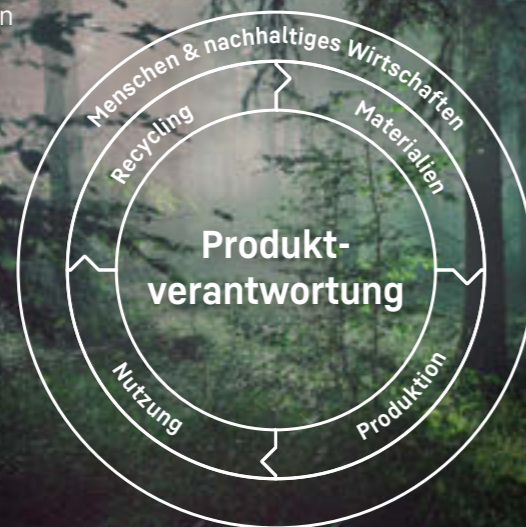 n
Menschen & nachhaltiges Wirtschaften
Recycling
Materialien
Produkt-
verantwortung
Nutzung
Produktion